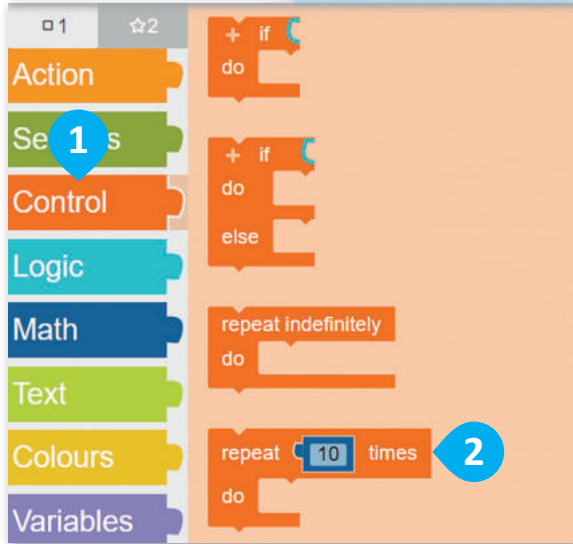 1 ☆2
Action
Se s
1
Control
Logic
Math
Text
Colours
Variables
+ if
do
+ if
do
else
repeat indefinitely
do
repeat 10 times
2
do